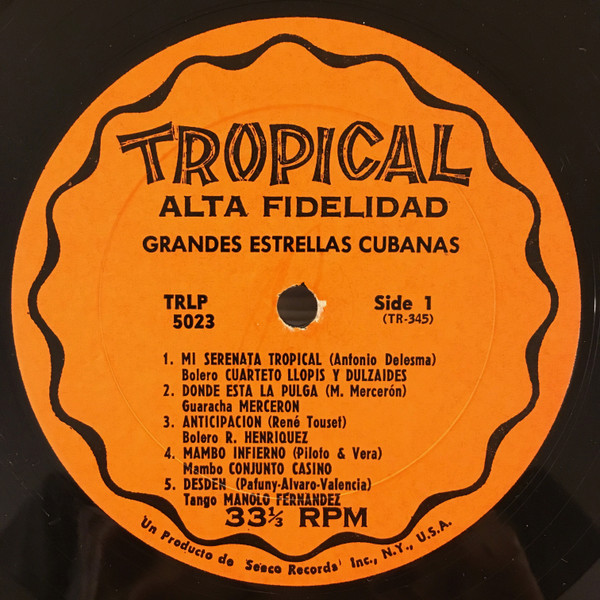 TROPICAL
ALTA FIDELIDAD
GRANDES ESTRELLAS CUBANAS
TRLP
5023
Side 1
(TR-345)
1. MI SERENATA TROPICAL (Antonio Delesma)
Bolero CUARTETO LLOPIS Y DULZAIDES
2. DONDE ESTA LA PULGA (M. Mercerón)
Guaracha MERCERON
3. ANTICIPACION (René Touset)
Bolero R. HENRIQUEZ
4. MAMBO INFIERNO (Piloto & Vera)
Mambo CONJUNTO CASINO
5. DESDEN (Pafuny-Alvaro-Valencia)
Tango MANOLO FERNANDEZ
33⅓ RPM
Un Producto de Seeco Records Inc., N.Y., U.S.A.